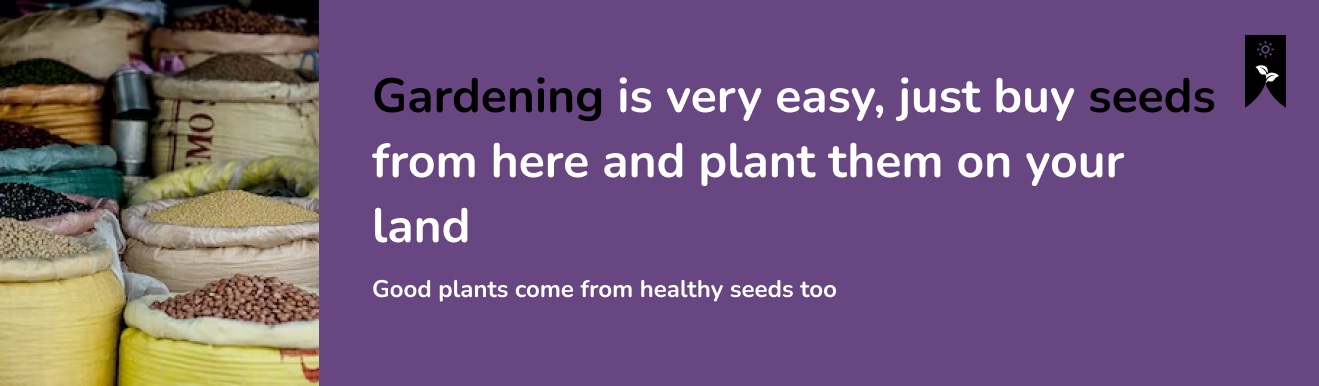 Gardening is very easy, just buy seeds
from here and plant them on your
land
Good plants come from healthy seeds too